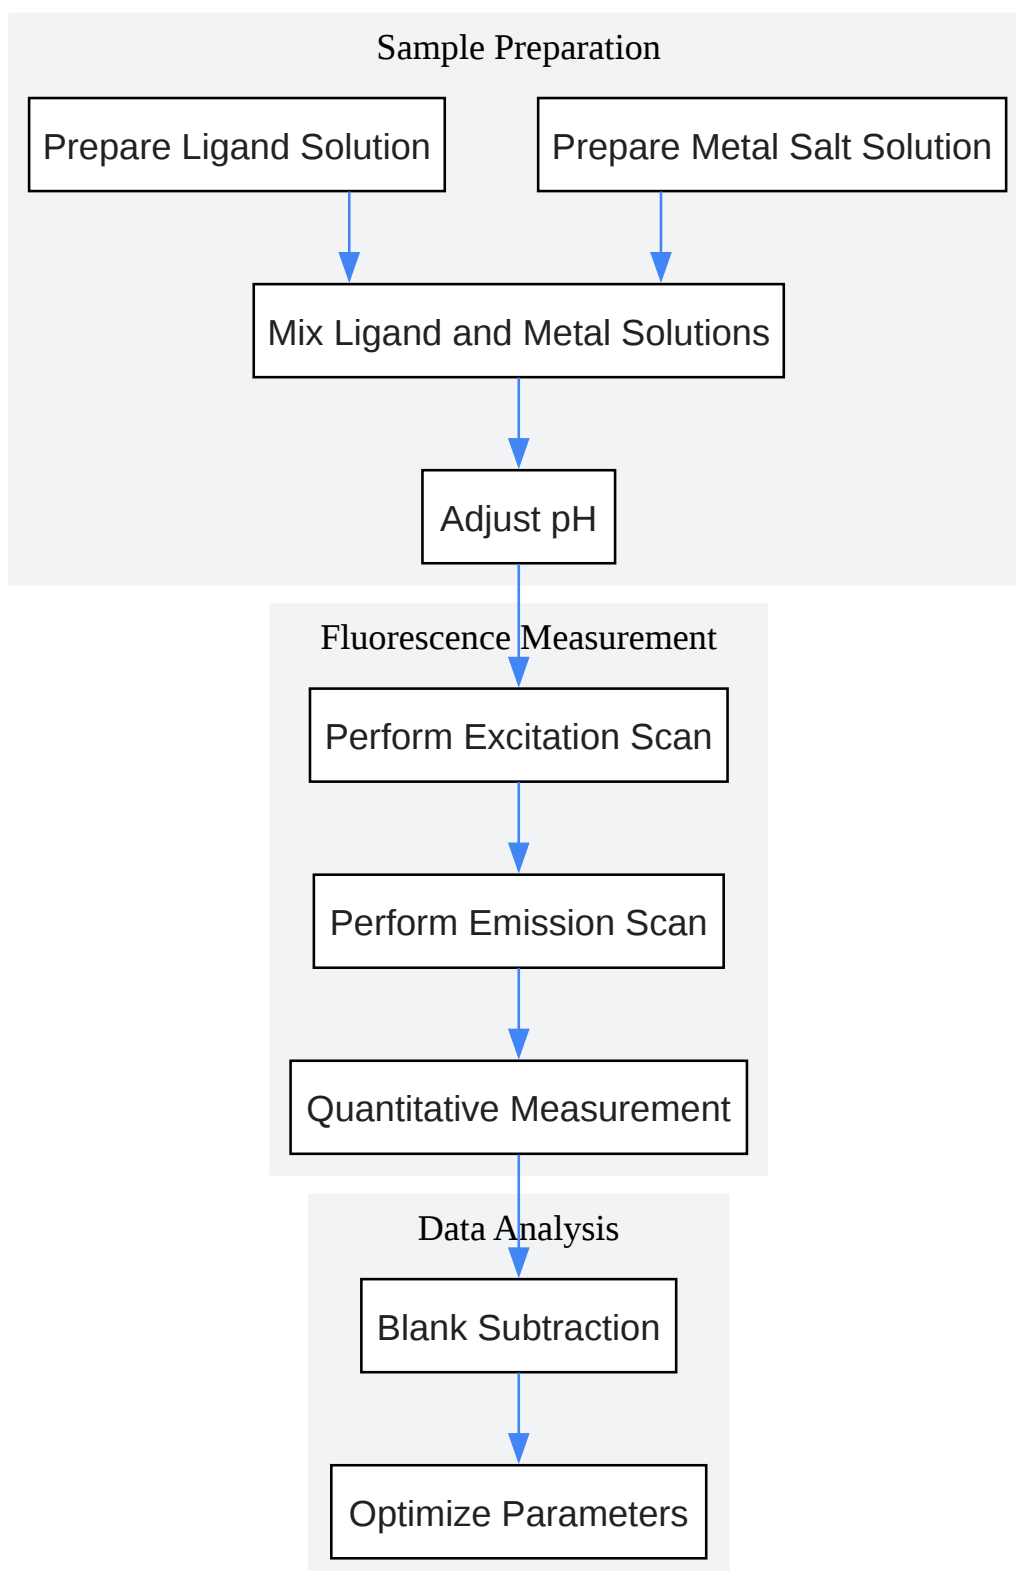 Sample Preparation
Prepare Ligand Solution
Prepare Metal Salt Solution
Mix Ligand and Metal Solutions
Adjust pH
Fluorescence Measurement
Perform Excitation Scan
Perform Emission Scan
Quantitative Measurement
Data Analysis
Blank Subtraction
Optimize Parameters